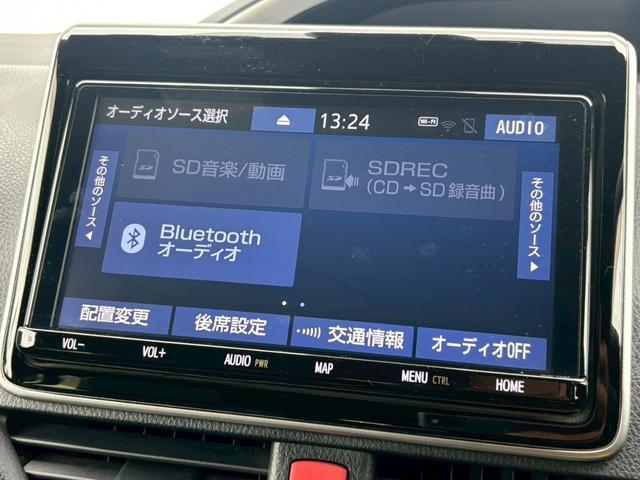 オーディオソース選択
13:24
Wi-Fi
AUDIO
その他のソース
SD音楽/動画
SDREC
(CD→SD録音曲)
その他のソース
Bluetooth
オーディオ
配置変更
後席設定
交通情報
オーディオOFF
VOL−
VOL+
AUDIO PWR
MAP
MENU CTRL
HOME